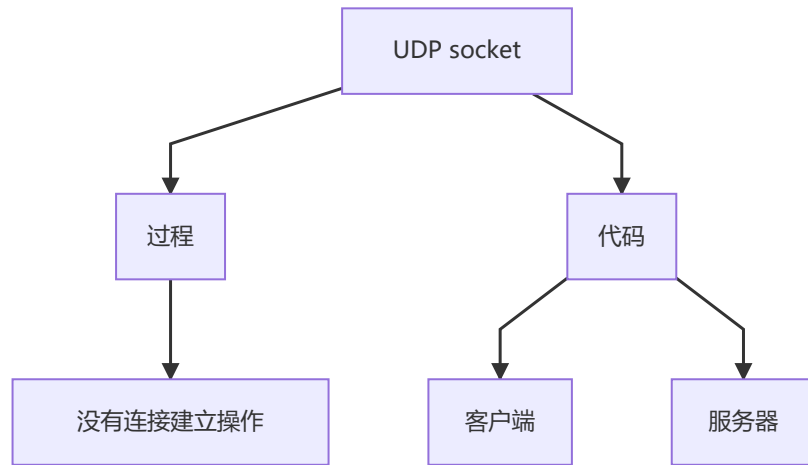 UDP socket
过程
代码
没有连接建立操作
客户端
服务器